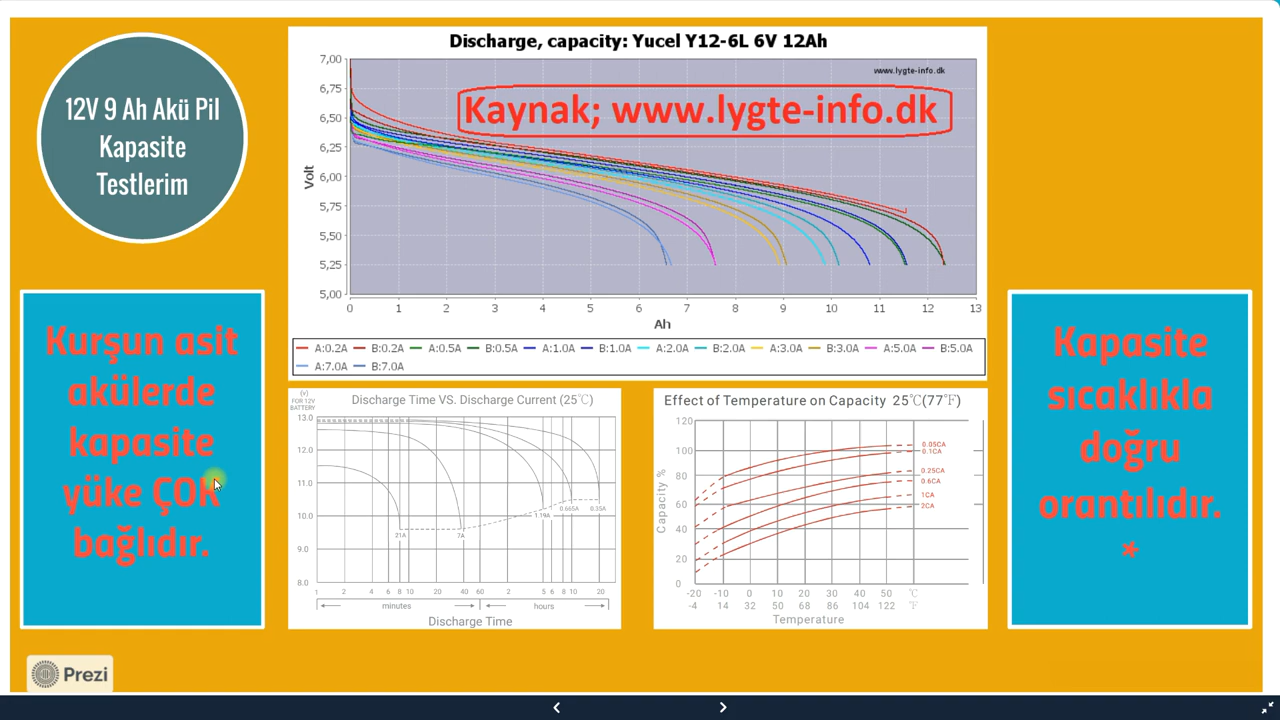 12V 9 Ah Akü Pil
Kapasite
Testlerim
Discharge, capacity: Yucel Y12-6L 6V 12Ah
www.lygte-info.dk
Kaynak; www.lygte-info.dk
Volt
7,00
6,75
6,50
6,25
6,00
5,75
5,50
5,25
5,00
0 1 2 3 4 5 6 7 8 9 10 11 12 13
Ah
A:0.2A B:0.2A A:0.5A B:0.5A A:1.0A B:1.0A A:2.0A B:2.0A A:3.0A B:3.0A A:5.0A B:5.0A
A:7.0A B:7.0A
Kurşun asit
akülerde
kapasite
yüke ÇOK
bağlıdır.
(V)
FOR 12V
BATTERY
Discharge Time VS. Discharge Current (25℃)
13.0
12.0
11.0
10.0
9.0
8.0
21A 7A 1.19A 0.665A 0.35A
1 2 4 6 8 10 20 40 60 2 5 6 8 10 20
minutes hours
Discharge Time
Effect of Temperature on Capacity 25℃(77℉)
Capacity %
120
100
80
60
40
20
0
0.05CA
0.1CA
0.25CA
0.6CA
1CA
2CA
-20 -10 0 10 20 30 40 50 ℃
-4 14 32 50 68 86 104 122 ℉
Temperature
Kapasite
sıcaklıkla
doğru
orantılıdır.
*
Prezi